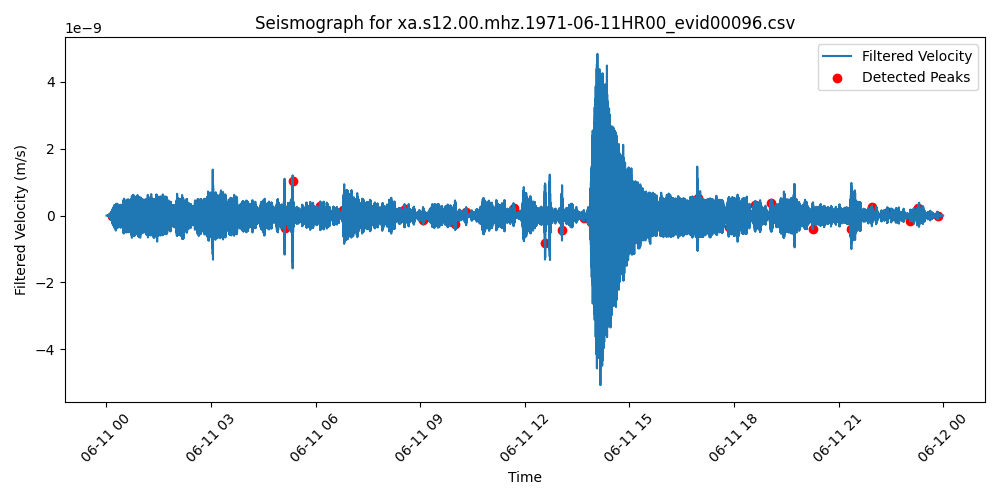 Seismograph for xa.s12.00.mhz.1971-06-11HR00_evid00096.csv
1e−9
Filtered Velocity
Detected Peaks
4
2
0
−2
−4
Filtered Velocity (m/s)
06-11 00
06-11 03
06-11 06
06-11 09
06-11 12
06-11 15
06-11 18
06-11 21
06-12 00
Time